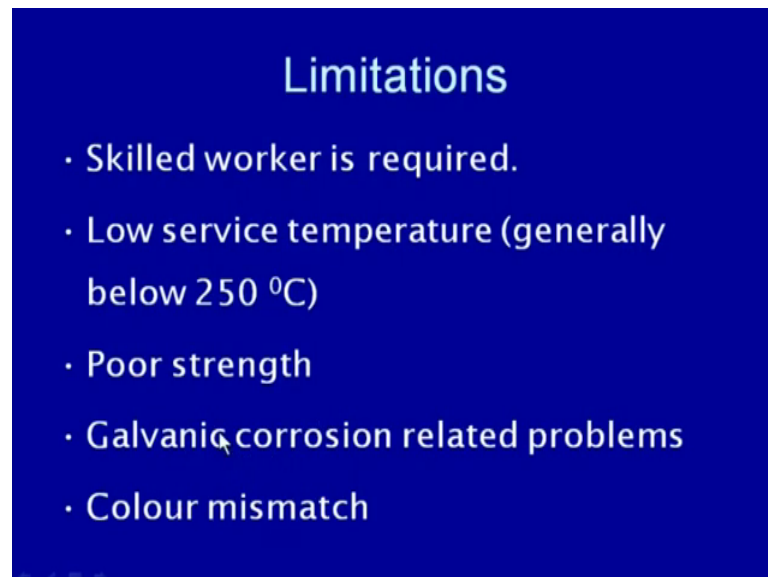 Limitations
· Skilled worker is required.
· Low service temperature (generally
below 250 ⁰C)
· Poor strength
· Galvanic corrosion related problems
· Colour mismatch